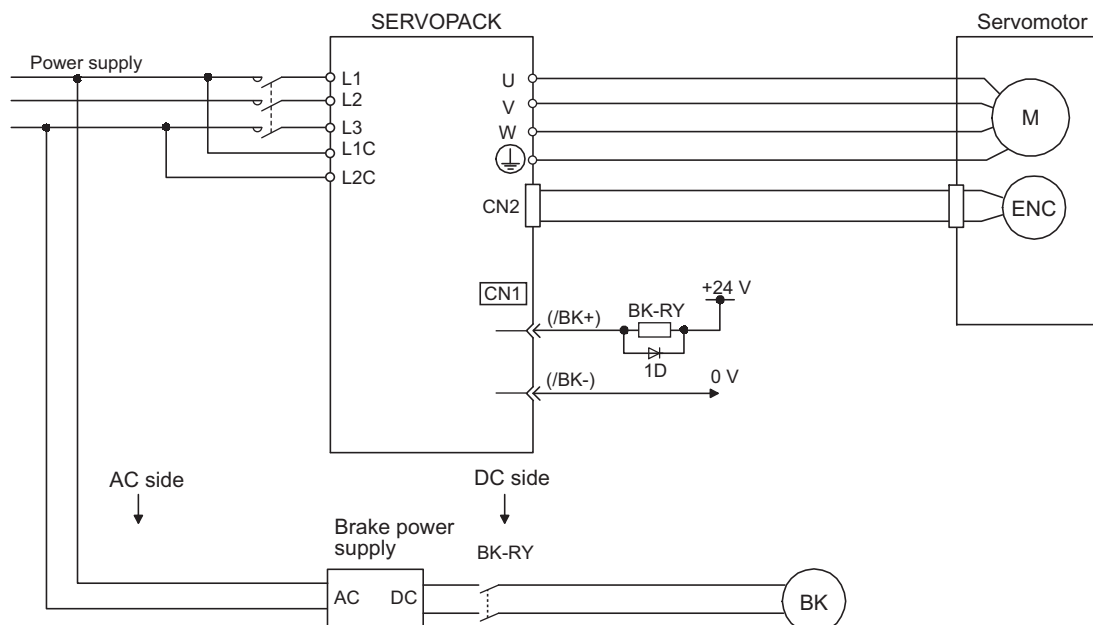 SERVOPACK
Servomotor
Power supply
L1
L2
L3
L1C
L2C
U
V
W
M
CN2
ENC
CN1
+24 V
(/BK+)
BK-RY
1D
(/BK-)
0 V
AC side
DC side
Brake power
supply
BK-RY
AC
DC
BK